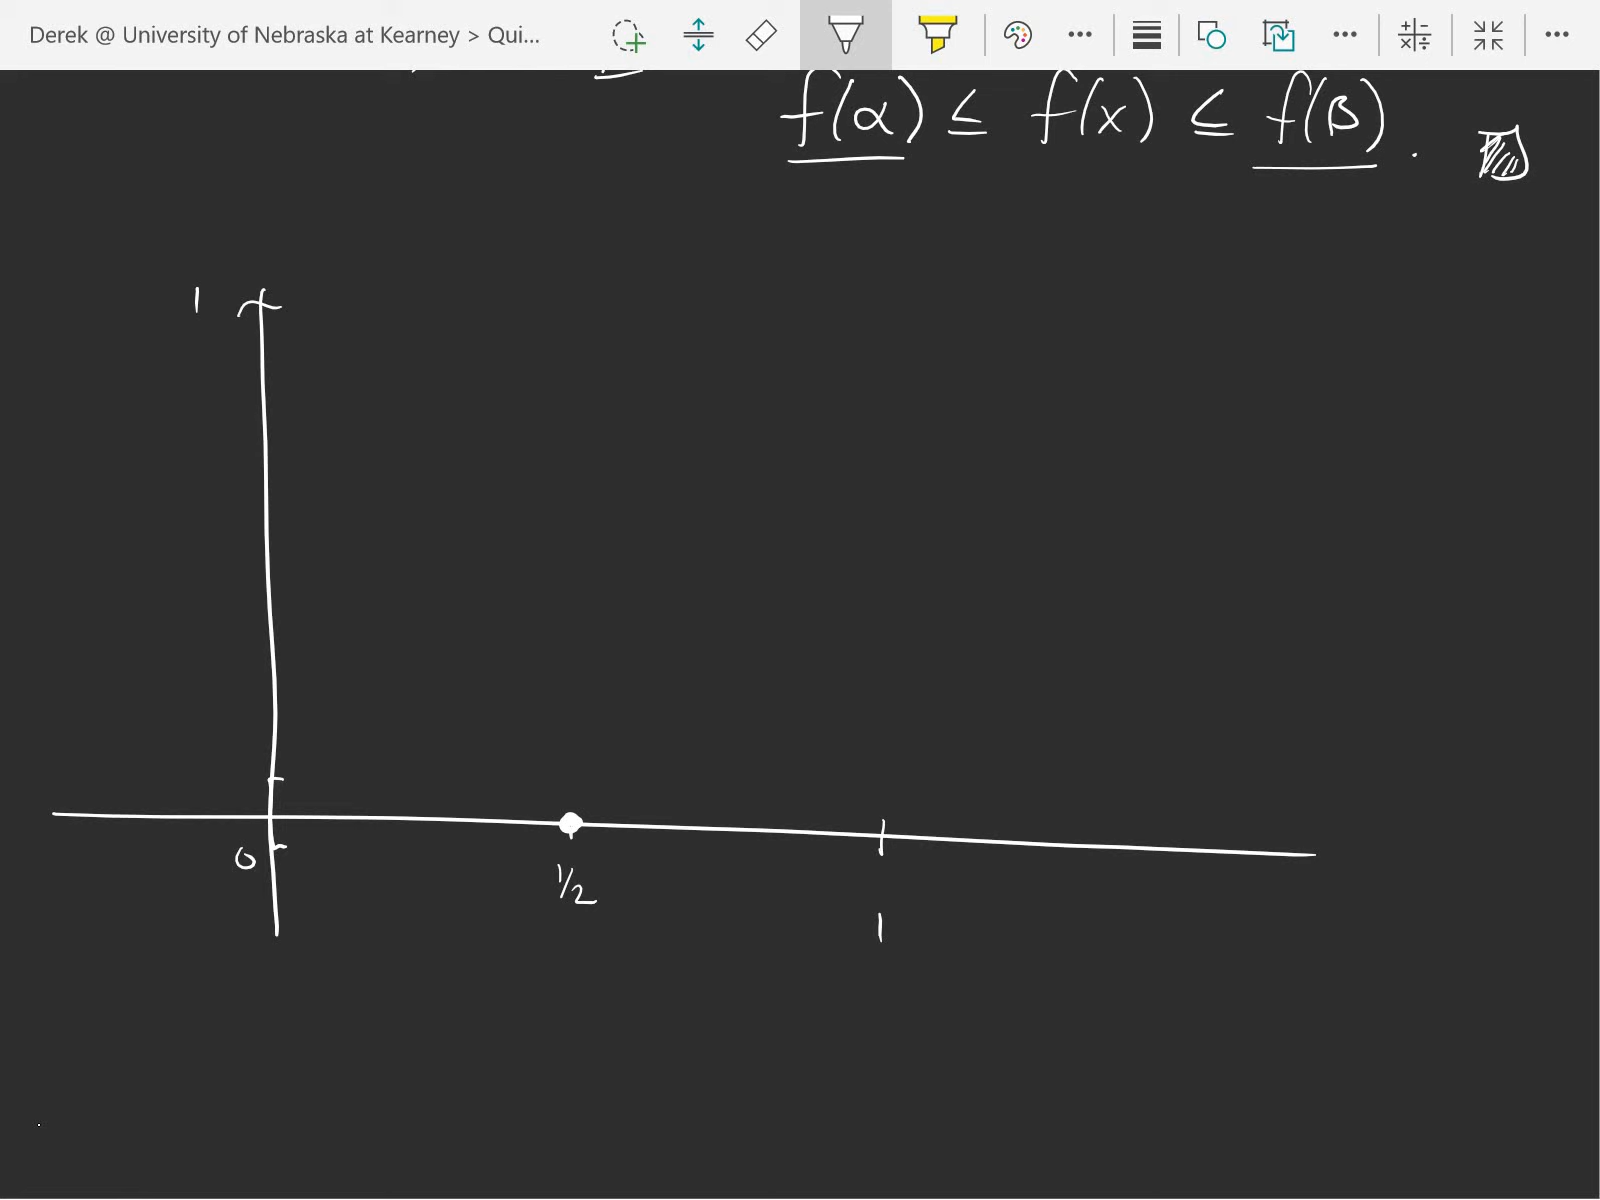 Derek @ University of Nebraska at Kearney > Qui...
f(α) ≤ f(x) ≤ f(β).
1
0
1/2
1